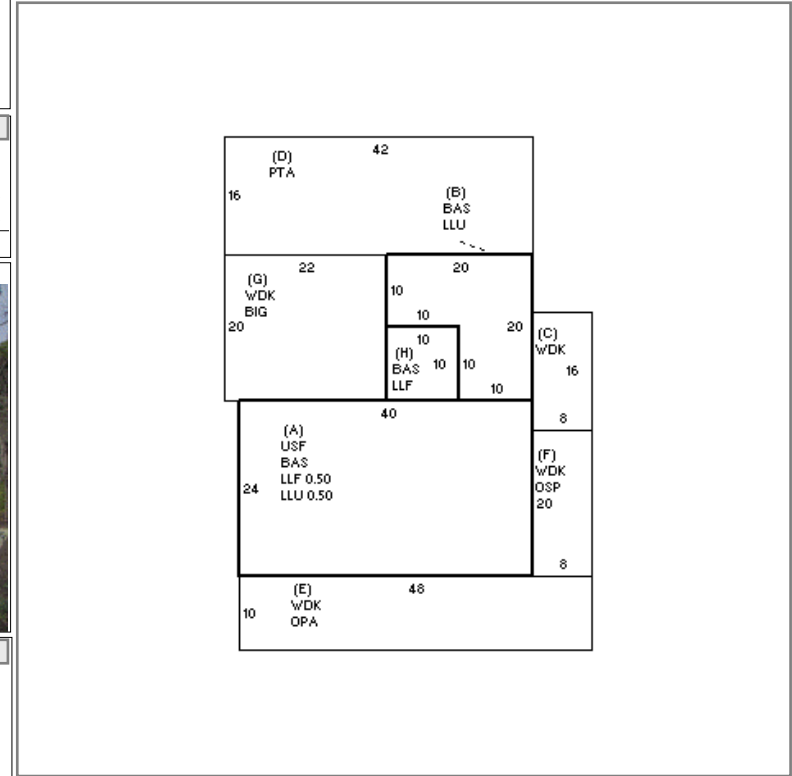 42
(D)
PTA
16
(B)
BAS
LLU
22
20
(G)
WDK
BIG
20
10
10
20
(C)
WDK
16
8
10
(H)
BAS
LLF
10
10
10
40
(A)
USF
BAS
LLF 0.50
LLU 0.50
24
(F)
WDK
OSP
20
8
(E)
WDK
OPA
48
10